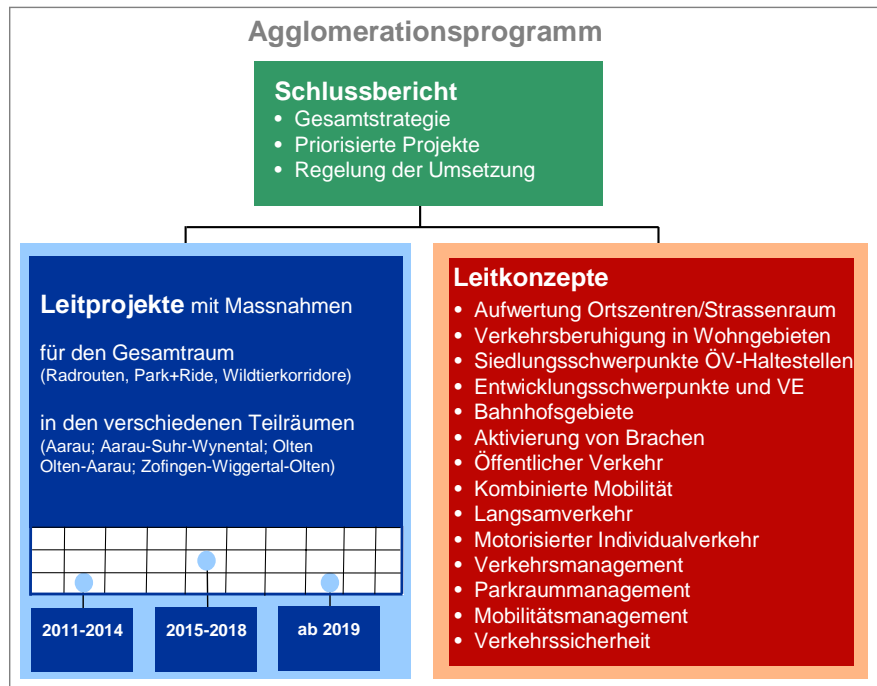 Agglomerationsprogramm
Schlussbericht
• Gesamtstrategie
• Priorisierte Projekte
• Regelung der Umsetzung
Leitprojekte mit Massnahmen
für den Gesamtraum
(Radrouten, Park+Ride, Wildtierkorridore)
in den verschiedenen Teilräumen
(Aarau; Aarau-Suhr-Wynental; Olten
Olten-Aarau; Zofingen-Wiggertal-Olten)
2011-2014
2015-2018
ab 2019
Leitkonzepte
• Aufwertung Ortszentren/Strassenraum
• Verkehrsberuhigung in Wohngebieten
• Siedlungsschwerpunkte ÖV-Haltestellen
• Entwicklungsschwerpunkte und VE
• Bahnhofsgebiete
• Aktivierung von Brachen
• Öffentlicher Verkehr
• Kombinierte Mobilität
• Langsamverkehr
• Motorisierter Individualverkehr
• Verkehrsmanagement
• Parkraummanagement
• Mobilitätsmanagement
• Verkehrssicherheit